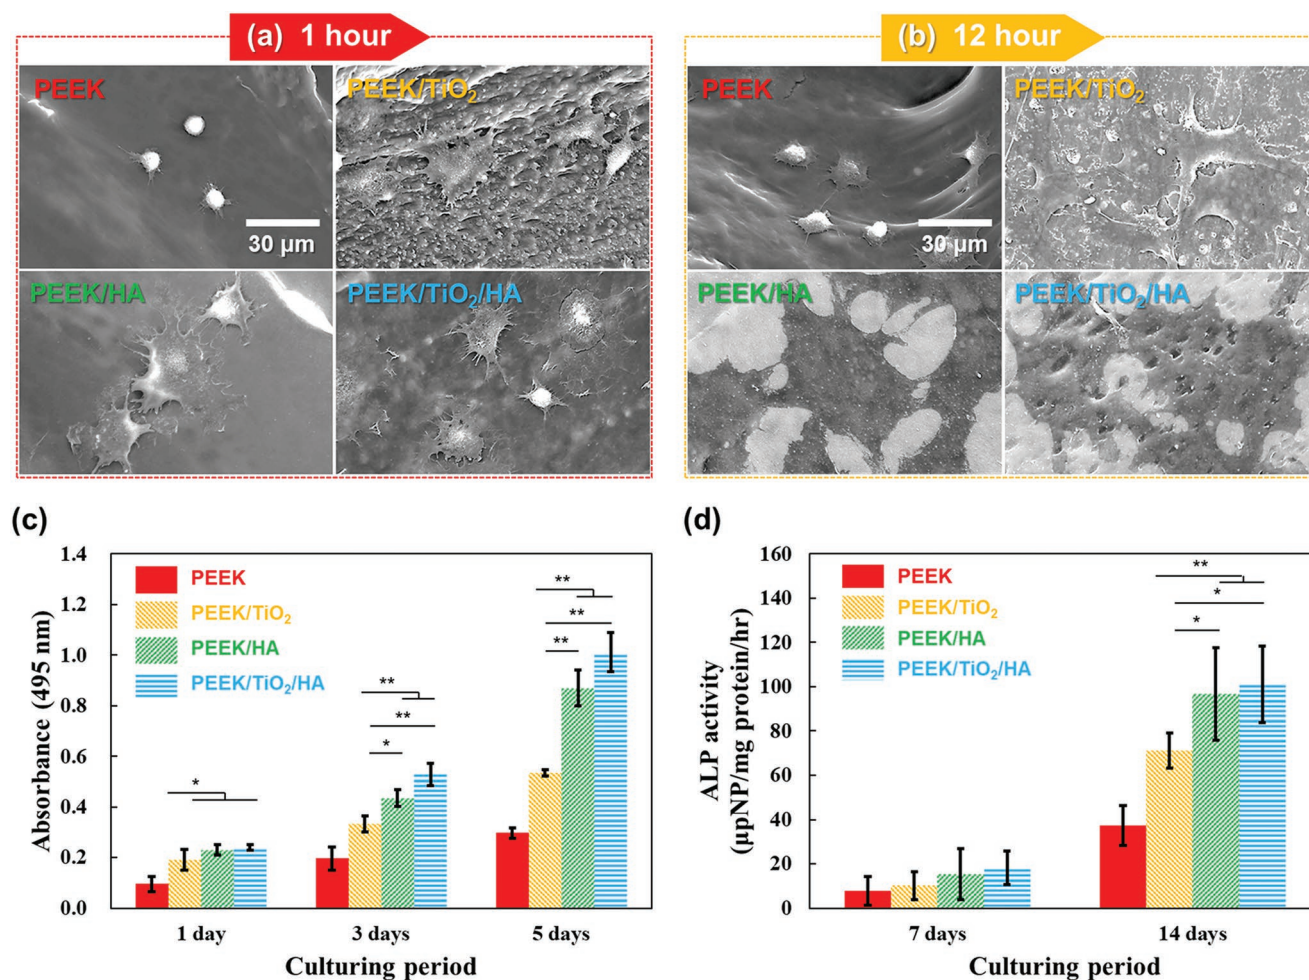 (a) 1 hour
PEEK
PEEK/TiO₂
30 µm
PEEK/HA
PEEK/TiO₂/HA
(b) 12 hour
PEEK
PEEK/TiO₂
30 µm
PEEK/HA
PEEK/TiO₂/HA
(c)
Absorbance (495 nm)
1.4
1.2
1.0
0.8
0.6
0.4
0.2
0.0
PEEK
PEEK/TiO₂
PEEK/HA
PEEK/TiO₂/HA
*
**
**
*
**
**
**
1 day
3 days
5 days
Culturing period
(d)
ALP activity
(µpNP/mg protein/hr)
160
140
120
100
80
60
40
20
0
PEEK
PEEK/TiO₂
PEEK/HA
PEEK/TiO₂/HA
**
*
*
7 days
14 days
Culturing period